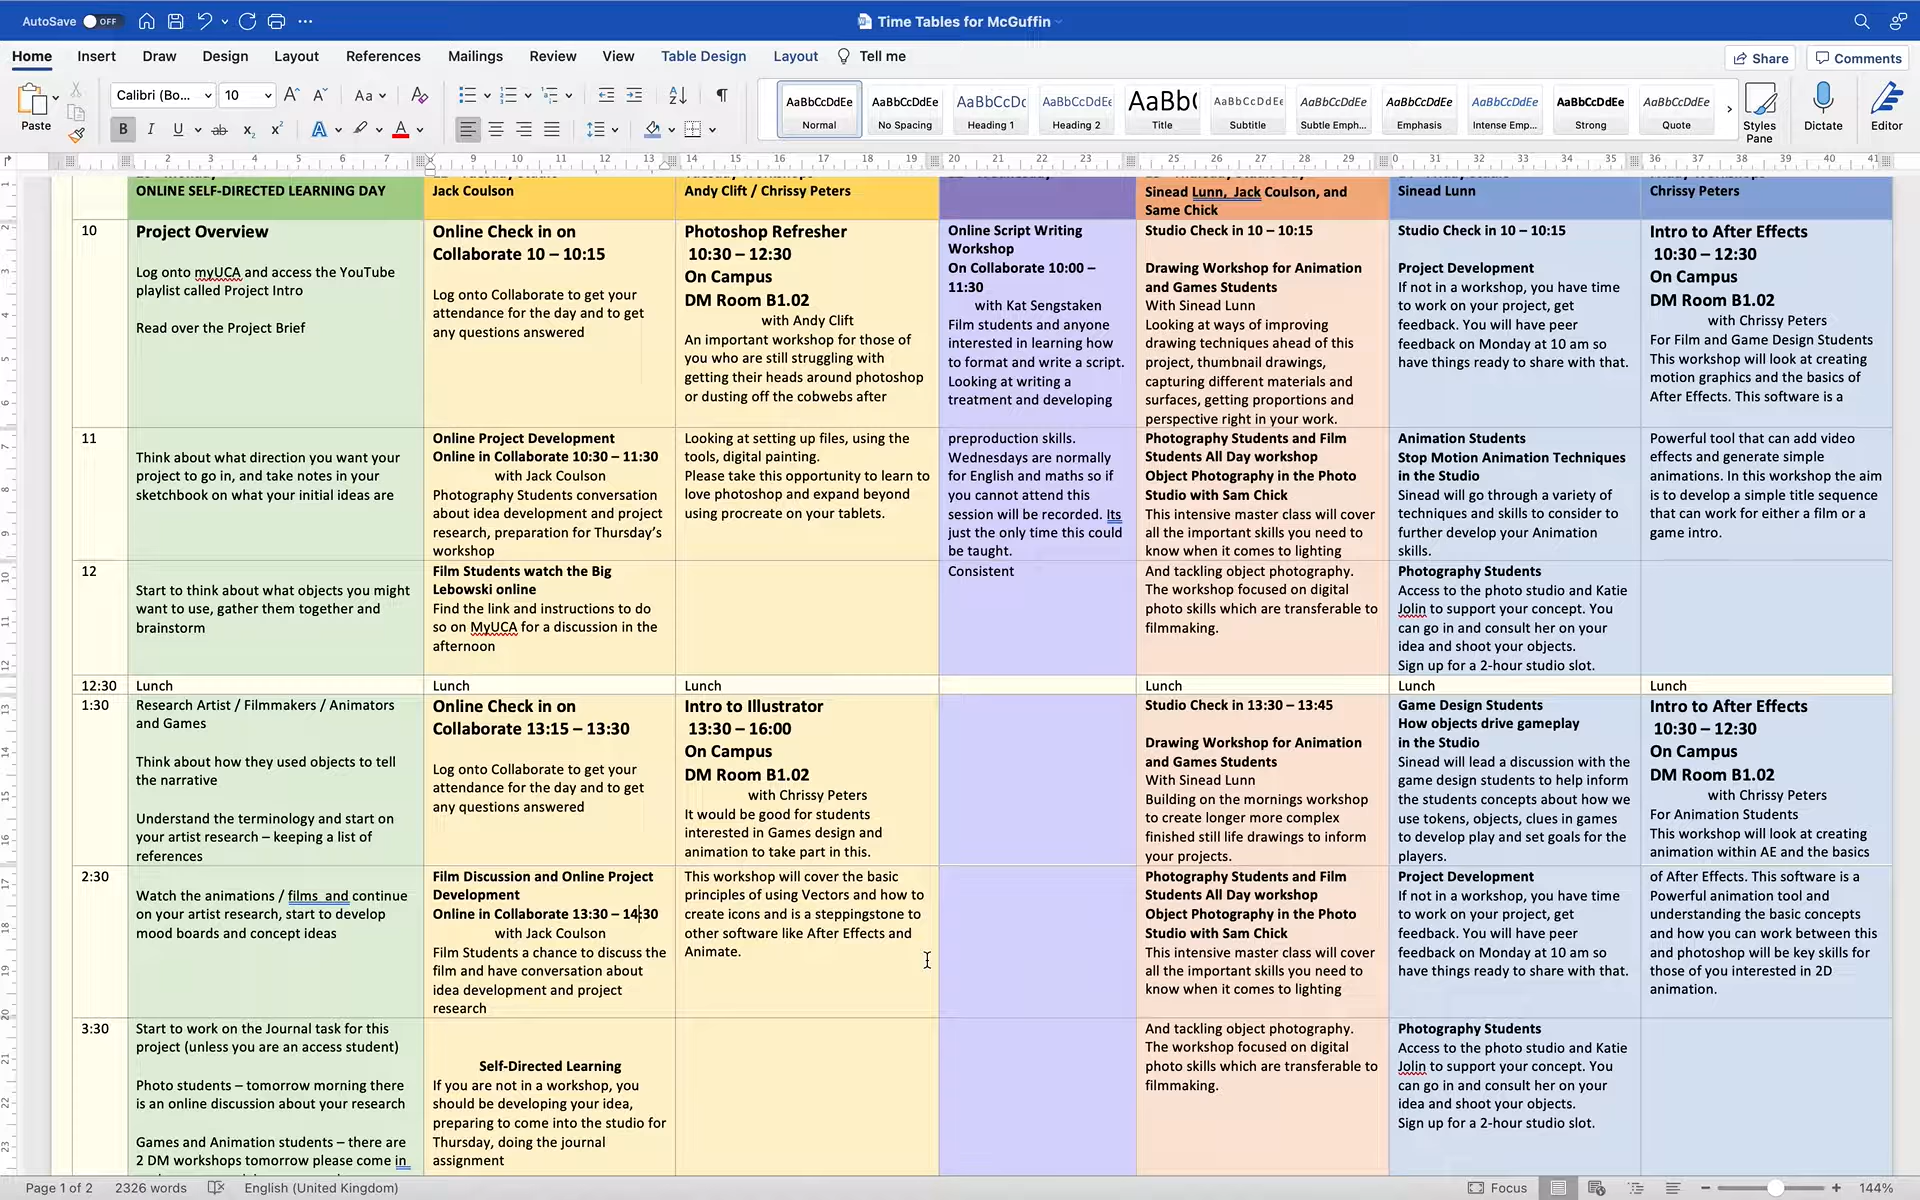 AutoSave OFF
Time Tables for McGuffin
Home Insert Draw Design Layout References Mailings Review View Table Design Layout Tell me
Share Comments
Paste
Calibri (Bo... 10
AaBbCcDdEe Normal
AaBbCcDdEe No Spacing
AaBbCcDc Heading 1
AaBbCcDdEe Heading 2
AaBb( Title
AaBbCcDdEe Subtitle
AaBbCcDdEe Subtle Emph...
AaBbCcDdEe Emphasis
AaBbCcDdEe Intense Emp...
AaBbCcDdEe Strong
AaBbCcDdEe Quote
Styles Pane
Dictate
Editor
ONLINE SELF-DIRECTED LEARNING DAY
Jack Coulson
Andy Clift / Chrissy Peters
Sinead Lunn, Jack Coulson, and
Same Chick
Sinead Lunn
Chrissy Peters
10
Project Overview
Log onto myUCA and access the YouTube
playlist called Project Intro
Read over the Project Brief
Online Check in on
Collaborate 10 – 10:15
Log onto Collaborate to get your
attendance for the day and to get
any questions answered
Photoshop Refresher
10:30 – 12:30
On Campus
DM Room B1.02
with Andy Clift
An important workshop for those of
you who are still struggling with
getting their heads around photoshop
or dusting off the cobwebs after
Online Script Writing
Workshop
On Collaborate 10:00 –
11:30
with Kat Sengstaken
Film students and anyone
interested in learning how
to format and write a script.
Looking at writing a
treatment and developing
Studio Check in 10 – 10:15
Drawing Workshop for Animation
and Games Students
With Sinead Lunn
Looking at ways of improving
drawing techniques ahead of this
project, thumbnail drawings,
capturing different materials and
surfaces, getting proportions and
perspective right in your work.
Studio Check in 10 – 10:15
Project Development
If not in a workshop, you have time
to work on your project, get
feedback. You will have peer
feedback on Monday at 10 am so
have things ready to share with that.
Intro to After Effects
10:30 – 12:30
On Campus
DM Room B1.02
with Chrissy Peters
For Film and Game Design Students
This workshop will look at creating
motion graphics and the basics of
After Effects. This software is a
11
Think about what direction you want your
project to go in, and take notes in your
sketchbook on what your initial ideas are
Online Project Development
Online in Collaborate 10:30 – 11:30
with Jack Coulson
Photography Students conversation
about idea development and project
research, preparation for Thursday's
workshop
Looking at setting up files, using the
tools, digital painting.
Please take this opportunity to learn to
love photoshop and expand beyond
using procreate on your tablets.
preproduction skills.
Wednesdays are normally
for English and maths so if
you cannot attend this
session will be recorded. Its
just the only time this could
be taught.
Photography Students and Film
Students All Day workshop
Object Photography in the Photo
Studio with Sam Chick
This intensive master class will cover
all the important skills you need to
know when it comes to lighting
Animation Students
Stop Motion Animation Techniques
in the Studio
Sinead will go through a variety of
techniques and skills to consider to
further develop your Animation
skills.
Powerful tool that can add video
effects and generate simple
animations. In this workshop the aim
is to develop a simple title sequence
that can work for either a film or a
game intro.
12
Start to think about what objects you might
want to use, gather them together and
brainstorm
Film Students watch the Big
Lebowski online
Find the link and instructions to do
so on MyUCA for a discussion in the
afternoon
Consistent
And tackling object photography.
The workshop focused on digital
photo skills which are transferable to
filmmaking.
Photography Students
Access to the photo studio and Katie
Jolin to support your concept. You
can go in and consult her on your
idea and shoot your objects.
Sign up for a 2-hour studio slot.
12:30 Lunch Lunch Lunch Lunch Lunch Lunch
1:30
Research Artist / Filmmakers / Animators
and Games
Think about how they used objects to tell
the narrative
Understand the terminology and start on
your artist research – keeping a list of
references
Online Check in on
Collaborate 13:15 – 13:30
Log onto Collaborate to get your
attendance for the day and to get
any questions answered
Intro to Illustrator
13:30 – 16:00
On Campus
DM Room B1.02
with Chrissy Peters
It would be good for students
interested in Games design and
animation to take part in this.
Studio Check in 13:30 – 13:45
Drawing Workshop for Animation
and Games Students
With Sinead Lunn
Building on the mornings workshop
to create longer more complex
finished still life drawings to inform
your projects.
Game Design Students
How objects drive gameplay
in the Studio
Sinead will lead a discussion with the
game design students to help inform
the students concepts about how we
use tokens, objects, clues in games
to develop play and set goals for the
players.
Intro to After Effects
10:30 – 12:30
On Campus
DM Room B1.02
with Chrissy Peters
For Animation Students
This workshop will look at creating
animation within AE and the basics
2:30
Watch the animations / films and continue
on your artist research, start to develop
mood boards and concept ideas
Film Discussion and Online Project
Development
Online in Collaborate 13:30 – 14:30
with Jack Coulson
Film Students a chance to discuss the
film and have conversation about
idea development and project
research
This workshop will cover the basic
principles of using Vectors and how to
create icons and is a steppingstone to
other software like After Effects and
Animate.
Photography Students and Film
Students All Day workshop
Object Photography in the Photo
Studio with Sam Chick
This intensive master class will cover
all the important skills you need to
know when it comes to lighting
Project Development
If not in a workshop, you have time
to work on your project, get
feedback. You will have peer
feedback on Monday at 10 am so
have things ready to share with that.
of After Effects. This software is a
Powerful animation tool and
understanding the basic concepts
and how you can work between this
and photoshop will be key skills for
those of you interested in 2D
animation.
3:30
Start to work on the Journal task for this
project (unless you are an access student)
Photo students – tomorrow morning there
is an online discussion about your research
Games and Animation students – there are
2 DM workshops tomorrow please come in
Self-Directed Learning
If you are not in a workshop, you
should be developing your idea,
preparing to come into the studio for
Thursday, doing the journal
assignment
And tackling object photography.
The workshop focused on digital
photo skills which are transferable to
filmmaking.
Photography Students
Access to the photo studio and Katie
Jolin to support your concept. You
can go in and consult her on your
idea and shoot your objects.
Sign up for a 2-hour studio slot.
Page 1 of 2 2326 words English (United Kingdom) Focus 144%